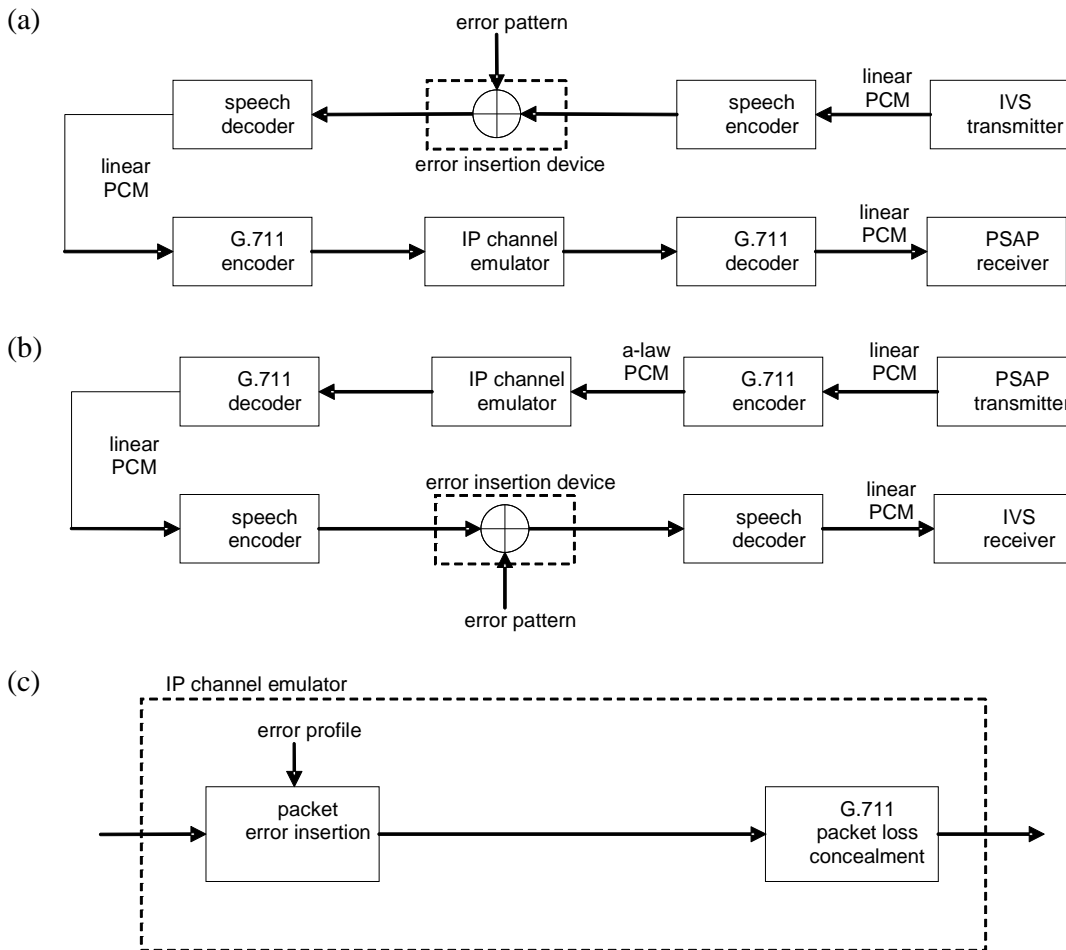 (a)
error pattern
speech
decoder
error insertion device
speech
encoder
linear
PCM
IVS
transmitter
linear
PCM
G.711
encoder
IP channel
emulator
G.711
decoder
linear
PCM
PSAP
receiver
(b)
G.711
decoder
IP channel
emulator
a-law
PCM
G.711
encoder
linear
PCM
PSAP
transmitter
linear
PCM
speech
encoder
error insertion device
error pattern
speech
decoder
linear
PCM
IVS
receiver
(c)
IP channel emulator
error profile
packet
error insertion
G.711
packet loss
concealment